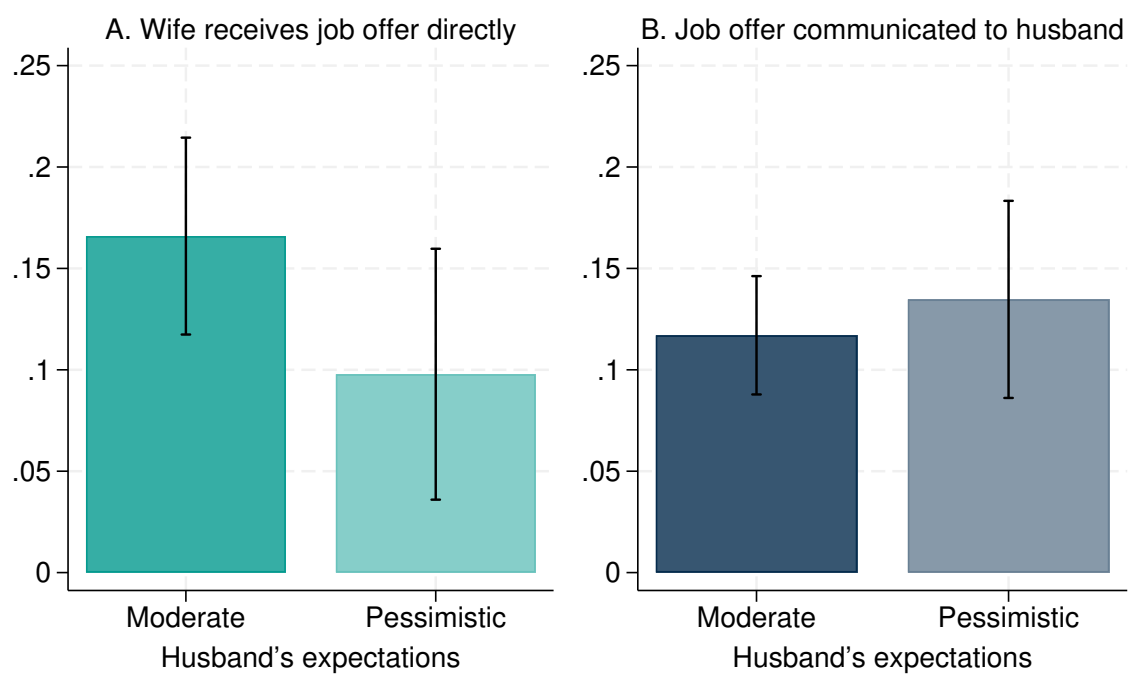 A. Wife receives job offer directly
.25
.2
.15
.1
.05
0
Moderate Pessimistic
Husband’s expectations
B. Job offer communicated to husband
.25
.2
.15
.1
.05
0
Moderate Pessimistic
Husband’s expectations